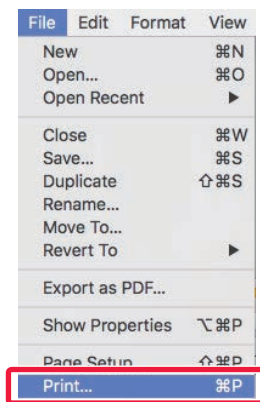 File Edit Format View
New ⌘N
Open... ⌘O
Open Recent ▶
Close ⌘W
Save... ⌘S
Duplicate ⇧⌘S
Rename...
Move To...
Revert To ▶
Export as PDF...
Show Properties ⌥⌘P
Page Setup ⇧⌘P
Print... ⌘P